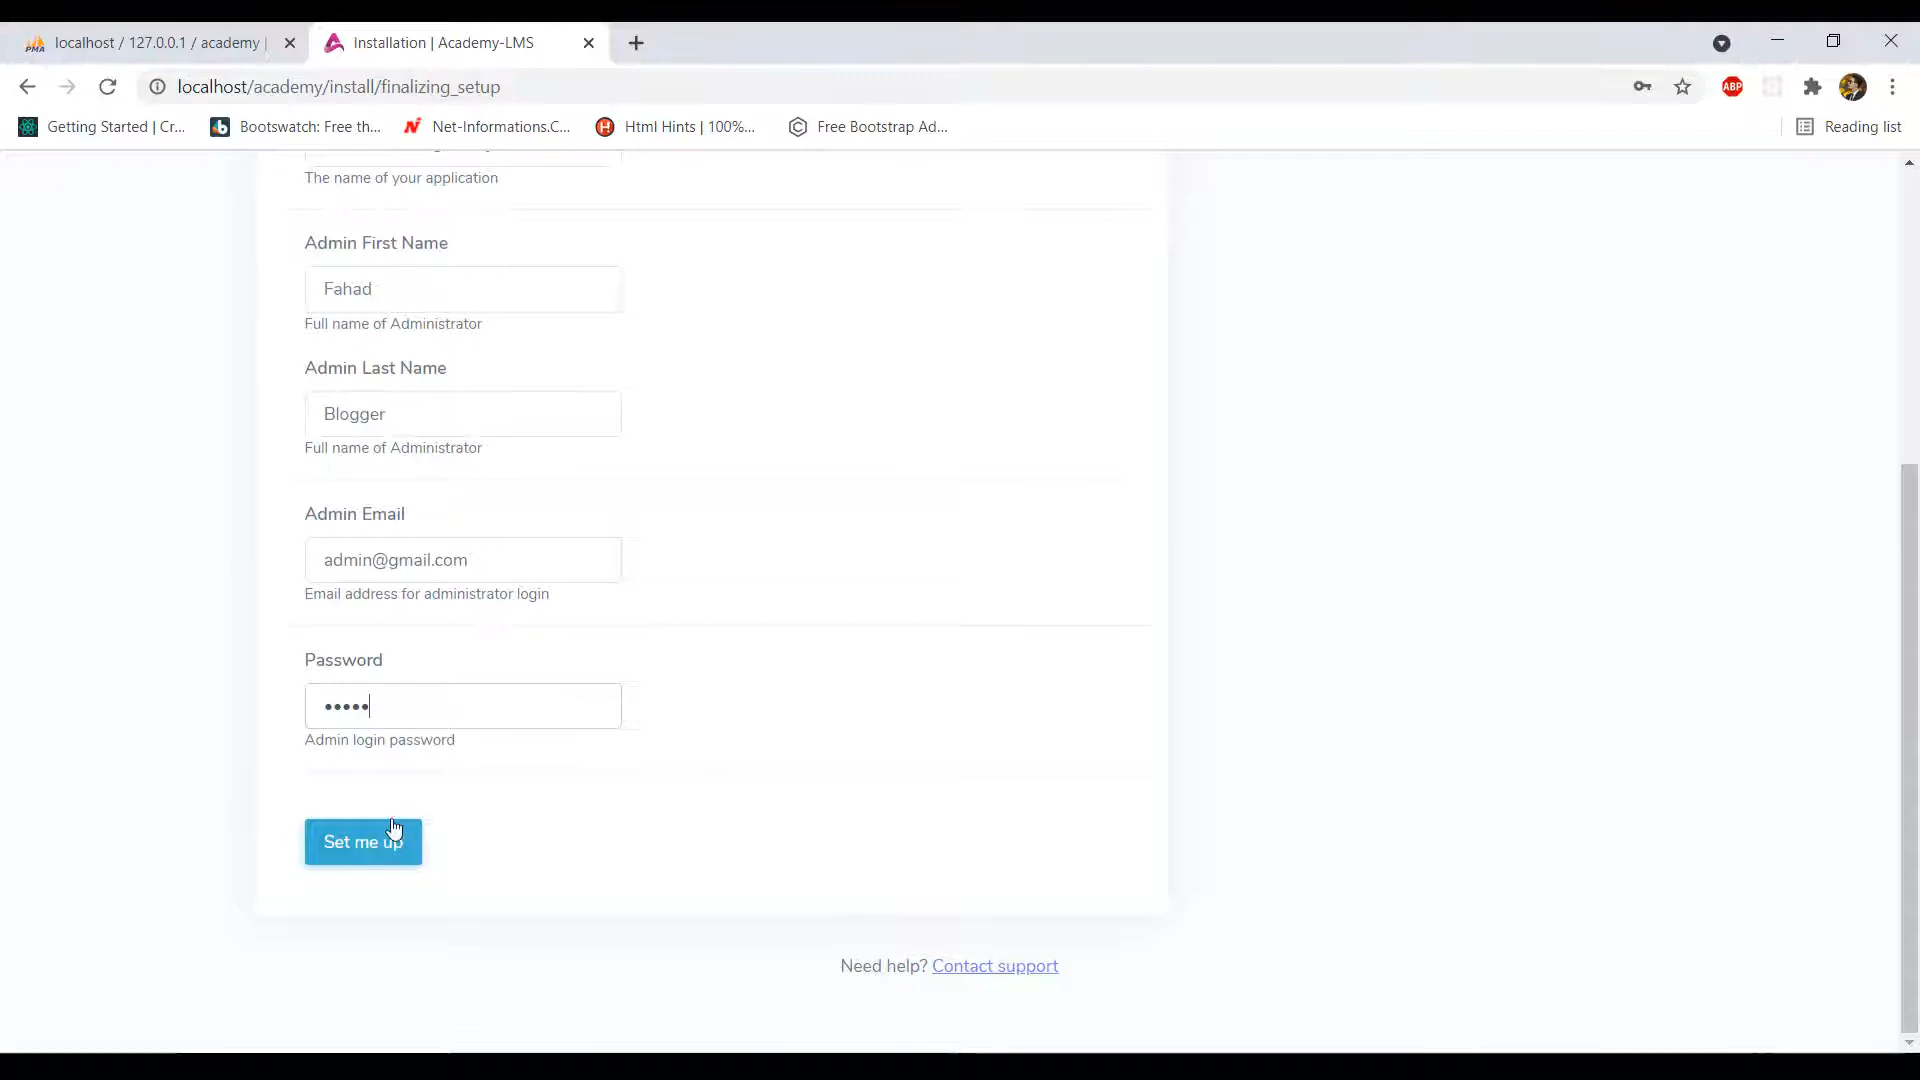 localhost / 127.0.0.1 / academy |
Installation | Academy-LMS
localhost/academy/install/finalizing_setup
ABP
Getting Started | Cr...
Bootswatch: Free th...
Net-Informations.C...
Html Hints | 100%...
Free Bootstrap Ad...
Reading list
The name of your application
Admin First Name
Fahad
Full name of Administrator
Admin Last Name
Blogger
Full name of Administrator
Admin Email
admin@gmail.com
Email address for administrator login
Password
•••••
Admin login password
Set me up
Need help? Contact support